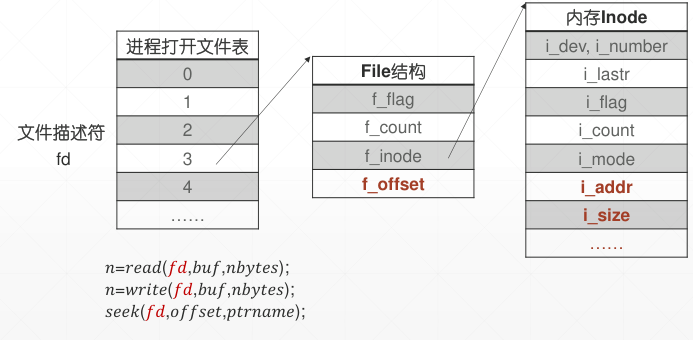 进程打开文件表
0
1
2
3
4
……
文件描述符
fd
File结构
f_flag
f_count
f_inode
f_offset
内存Inode
i_dev, i_number
i_lastr
i_flag
i_count
i_mode
i_addr
i_size
……
n=read(fd,buf,nbytes);
n=write(fd,buf,nbytes);
seek(fd,offset,ptrname);